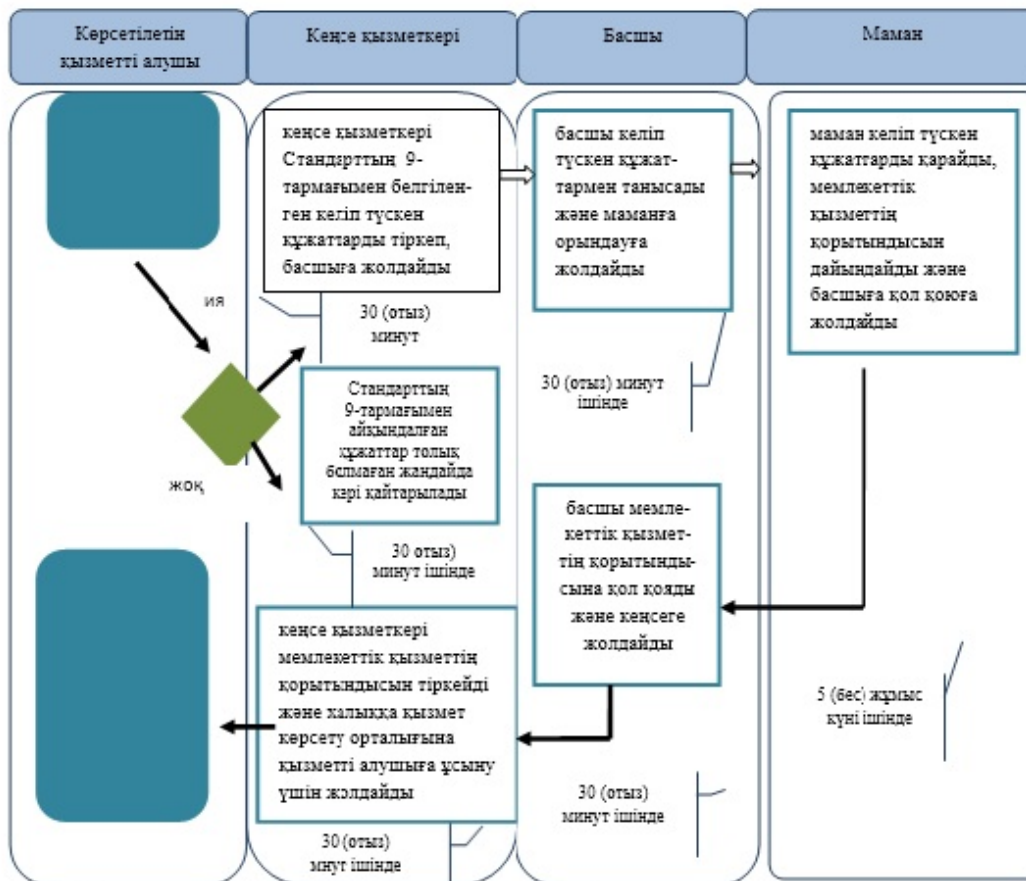 Көрсетілетін
қызметті алушы
Кеңсе қызметкері
Басшы
Маман
кеңсе қызметкері
Стандарттың 9-
тармағымен белгілен-
ген келіп түскен
құжаттарды тіркеп,
басшыға жолдайды
30 (отыз)
минут
басшы келіп
түскен құжат-
тармен танысады
және маманға
орындауға
жолдайды
30 (отыз) минут
ішінде
маман келіп түскен
құжаттарды қарайды,
мемлекеттік
қызметтің
қорытындысын
дайындайды және
басшыға қол қоюға
жолдайды
5 (бес) жұмыс
күні ішінде
ия
жоқ
Стандарттың
9-тармағымен
айқындалған
құжаттар толық
болмаған жағдайда
кері қайтарылады
30 отыз)
минут ішінде
басшы мемле-
кеттік қызмет-
тің қорытынды-
сына қол қояды
және кеңсеге
жолдайды
30 (отыз)
минут ішінде
кеңсе қызметкері
мемлекеттік қызметтің
қорытындысын тіркейді
және халыққа қызмет
көрсету орталығына
қызметті алушыға ұсыну
үшін жолдайды
30 (отыз)
мнут ішінде